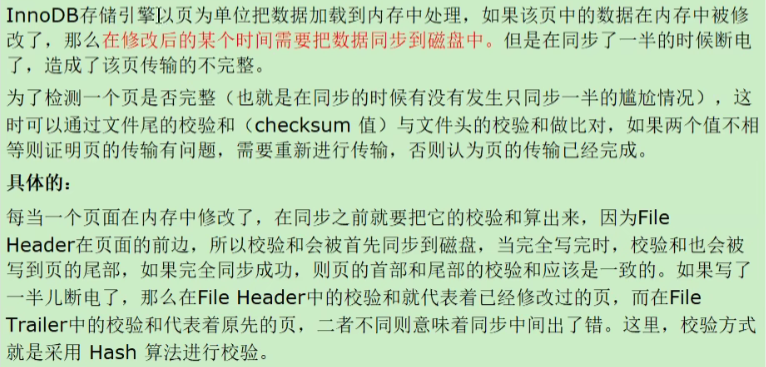 InnoDB存储引擎以页为单位把数据加载到内存中处理，如果该页中的数据在内存中被修
改了，那么在修改后的某个时间需要把数据同步到磁盘中。但是在同步了一半的时候断电
了，造成了该页传输的不完整。
为了检测一个页是否完整（也就是在同步的时候有没有发生只同步一半的尴尬情况），这
时可以通过文件尾的校验和（checksum 值）与文件头的校验和做比对，如果两个值不相
等则证明页的传输有问题，需要重新进行传输，否则认为页的传输已经完成。
具体的：
每当一个页面在内存中修改了，在同步之前就要把它的校验和算出来，因为File
Header在页面的前边，所以校验和会被首先同步到磁盘，当完全写完时，校验和也会被
写到页的尾部，如果完全同步成功，则页的首部和尾部的校验和应该是一致的。如果写了
一半儿断电了，那么在File Header中的校验和就代表着已经修改过的页，而在File
Trailer中的校验和代表着原先的页，二者不同则意味着同步中间出了错。这里，校验方式
就是采用 Hash 算法进行校验。